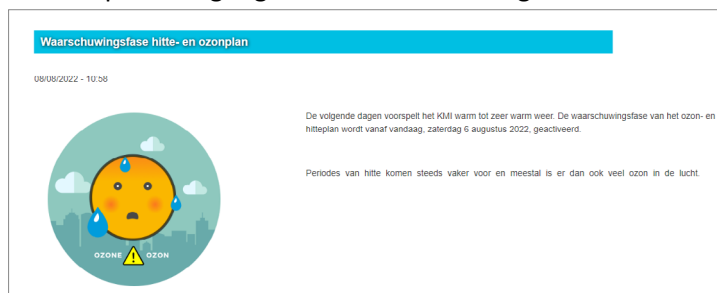 Waarschuwingsfase hitte- en ozonplan
08/08/2022 - 10:58
De volgende dagen voorspelt het KMI warm tot zeer warm weer. De waarschuwingsfase van het ozon- en
hitteplan wordt vanaf vandaag, zaterdag 6 augustus 2022, geactiveerd.
Periodes van hitte komen steeds vaker voor en meestal is er dan ook veel ozon in de lucht.
OZONE OZON